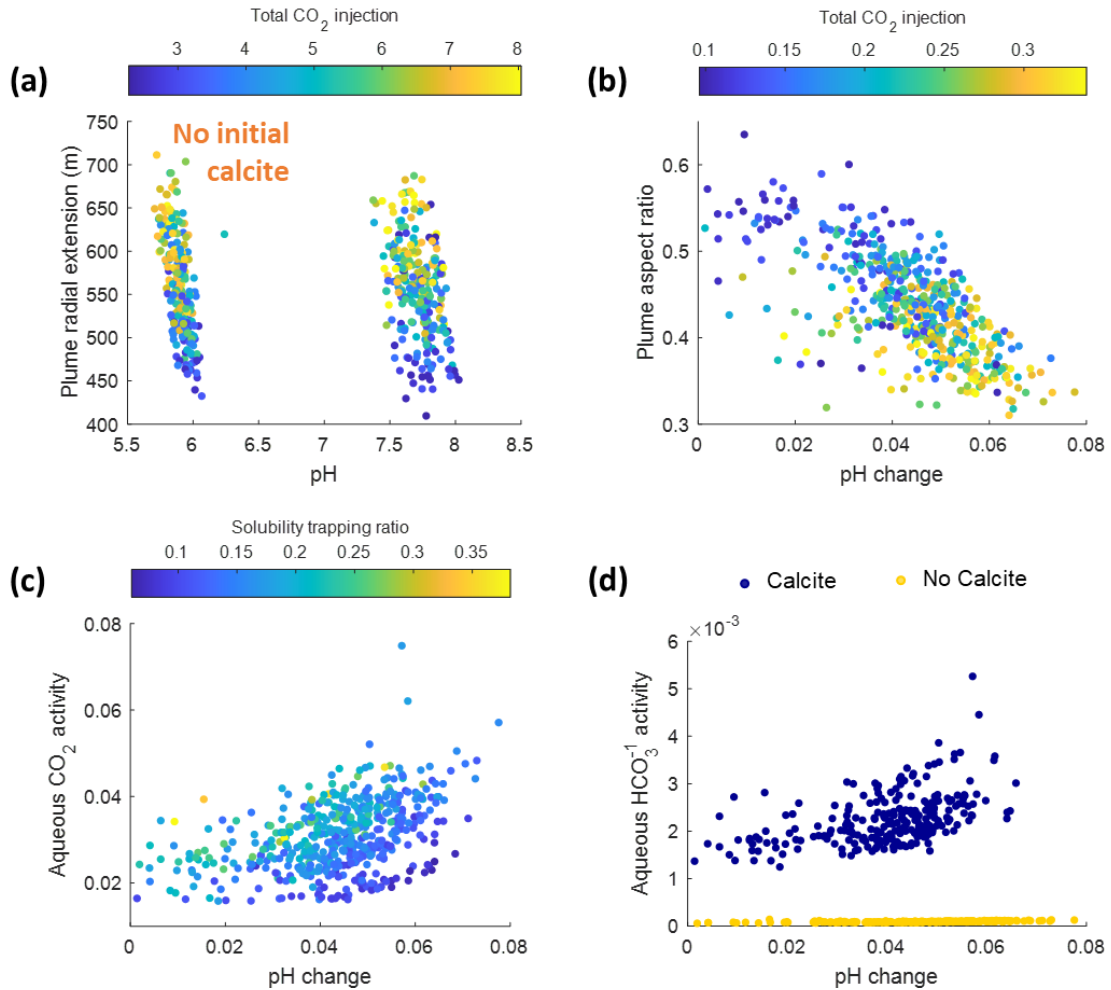 Total CO2 injection
3 4 5 6 7 8
(a)
No initial
calcite
Plume radial extension (m)
750
700
650
600
550
500
450
400
5.5 6 6.5 7 7.5 8 8.5
pH
Total CO2 injection
0.1 0.15 0.2 0.25 0.3
(b)
Plume aspect ratio
0.6
0.5
0.4
0.3
0 0.02 0.04 0.06 0.08
pH change
Solubility trapping ratio
0.1 0.15 0.2 0.25 0.3 0.35
(c)
Aqueous CO2 activity
0.08
0.06
0.04
0.02
0 0.02 0.04 0.06 0.08
pH change
(d)
Calcite No Calcite
×10-3
Aqueous HCO3-1 activity
6
5
4
3
2
1
0
0 0.02 0.04 0.06 0.08
pH change